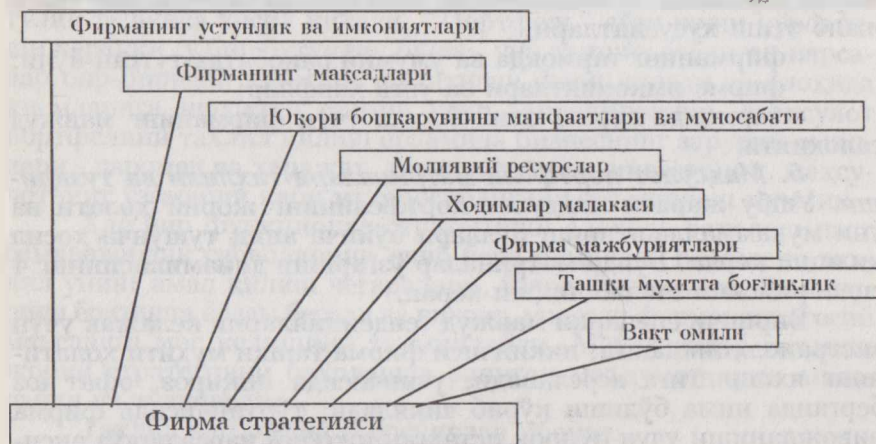 Фирманинг устунлик ва имкониятлари
Фирманинг мақсадлари
Юқори бошқарувнинг манфаатлари ва муносабати
Молиявий ресурслар
Ходимлар малакаси
Фирма мажбуриятлари
Ташқи муҳитга боғлиқлик
Вақт омили
Фирма стратегияси